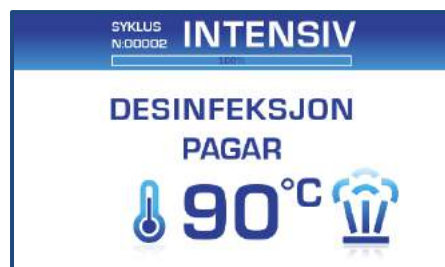 SYKLUS
N:00002
INTENSIV
100%
DESINFEKSJON
PAGAR
90°C